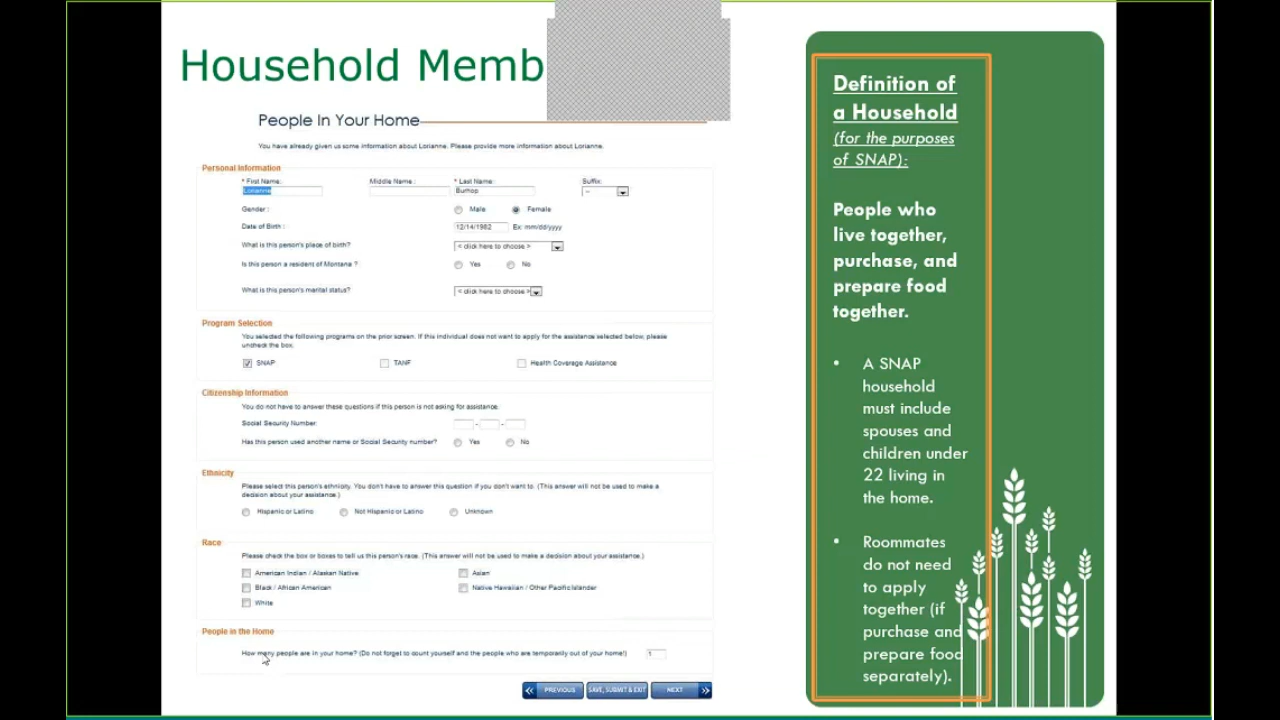 Household Memb
People In Your Home
You have already given us some information about Lorianne. Please provide more information about Lorianne.
Personal Information
* First Name: Middle Name : * Last Name: Suffix:
Lorianne Burhop --
Gender : Male Female
Date of Birth : 12/14/1982 Ex: mm/dd/yyyy
What is this person's place of birth? < click here to choose >
Is this person a resident of Montana ? Yes No
What is this person's marital status? < click here to choose >
Program Selection
You selected the following programs on the prior screen. If this individual does not want to apply for the assistance selected below, please
uncheck the box.
SNAP TANF Health Coverage Assistance
Citizenship Information
You do not have to answer these questions if this person is not asking for assistance.
Social Security Number: - -
Has this person used another name or Social Security number? Yes No
Ethnicity
Please select this person's ethnicity. You don't have to answer this question if you don't want to. (This answer will not be used to make a
decision about your assistance.)
Hispanic or Latino Not Hispanic or Latino Unknown
Race
Please check the box or boxes to tell us this person's race. (This answer will not be used to make a decision about your assistance.)
American Indian / Alaskan Native Asian
Black / African American Native Hawaiian / Other Pacific Islander
White
People in the Home
How many people are in your home? (Do not forget to count yourself and the people who are temporarily out of your home!) 1
PREVIOUS SAVE, SUBMIT & EXIT NEXT
Definition of
a Household
(for the purposes
of SNAP):
People who
live together,
purchase, and
prepare food
together.
• A SNAP
household
must include
spouses and
children under
22 living in
the home.
• Roommates
do not need
to apply
together (if
purchase and
prepare food
separately).